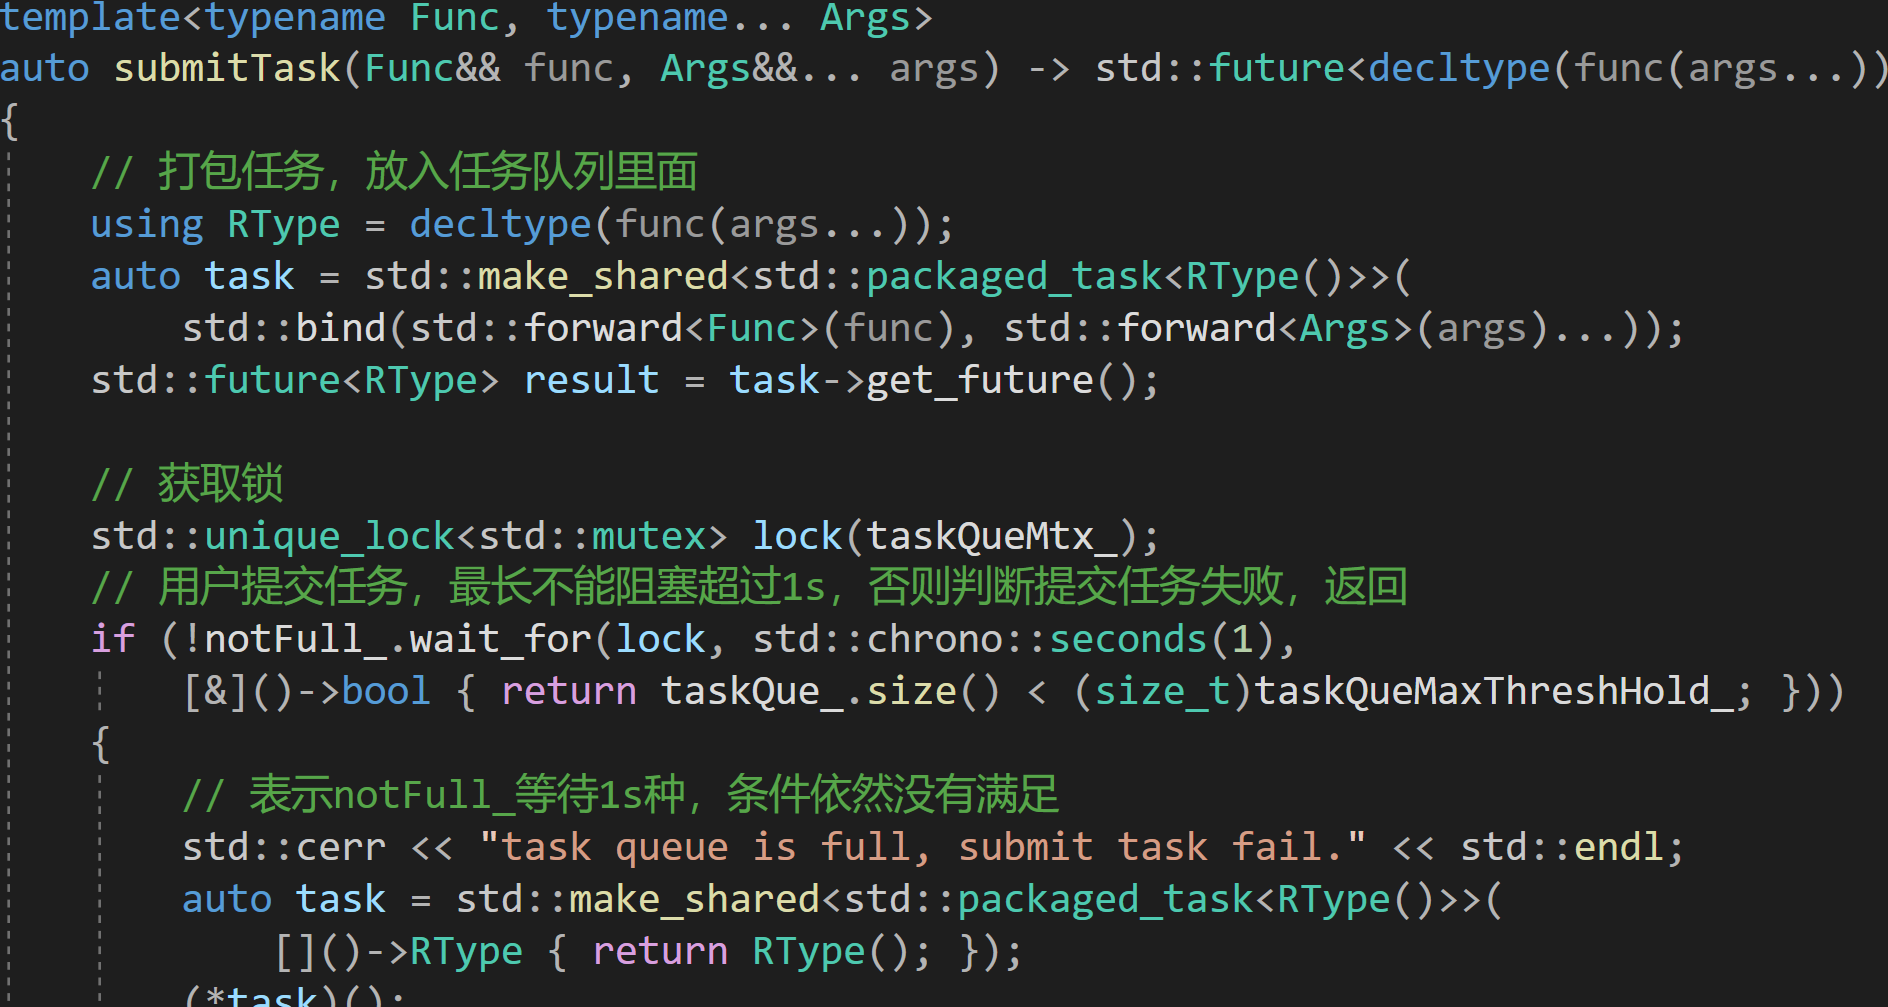 template<typename Func, typename... Args>
auto submitTask(Func&& func, Args&&... args) -> std::future<decltype(func(args...))
{
// 打包任务，放入任务队列里面
using RType = decltype(func(args...));
auto task = std::make_shared<std::packaged_task<RType()>>(
std::bind(std::forward<Func>(func), std::forward<Args>(args)...));
std::future<RType> result = task->get_future();
// 获取锁
std::unique_lock<std::mutex> lock(taskQueMtx_);
// 用户提交任务，最长不能阻塞超过1s，否则判断提交任务失败，返回
if (!notFull_.wait_for(lock, std::chrono::seconds(1),
[&]()->bool { return taskQue_.size() < (size_t)taskQueMaxThreshHold_; }))
{
// 表示notFull_等待1s种，条件依然没有满足
std::cerr << "task queue is full, submit task fail." << std::endl;
auto task = std::make_shared<std::packaged_task<RType()>>(
[]()->RType { return RType(); });
(*task)();